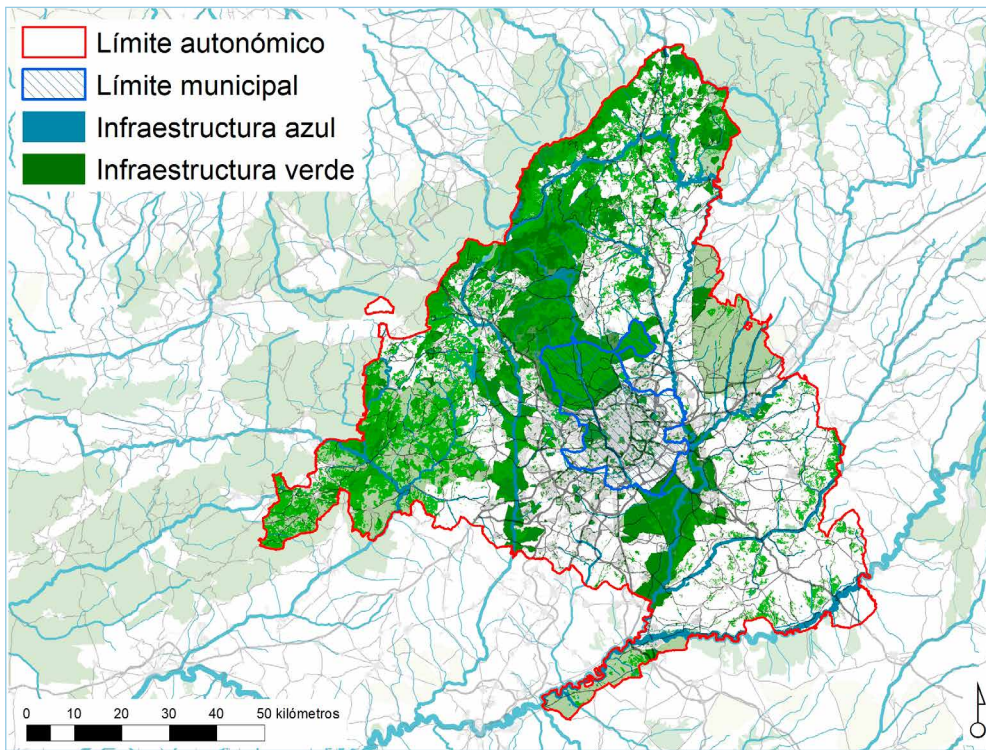 Límite autonómico
Límite municipal
Infraestructura azul
Infraestructura verde
0 10 20 30 40 50 kilómetros